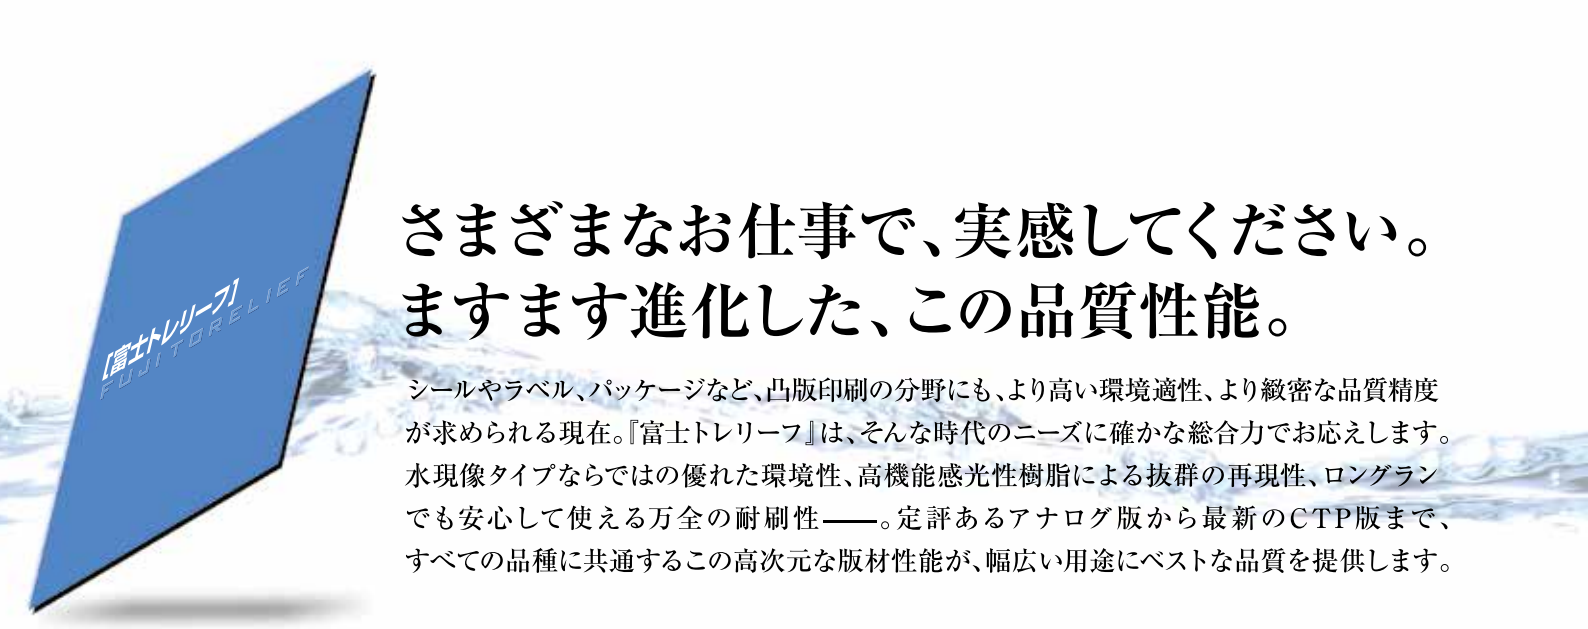 [富士トレリーフ]
FUJITORELIEF
さまざまなお仕事で、実感してください。
ますます進化した、この品質性能。
シールやラベル、パッケージなど、凸版印刷の分野にも、より高い環境適性、より緻密な品質精度
が求められる現在。『富士トレリーフ』は、そんな時代のニーズに確かな総合力でお応えします。
水現像タイプならではの優れた環境性、高機能感光性樹脂による抜群の再現性、ロングラン
でも安心して使える万全の耐刷性――。定評あるアナログ版から最新のCTP版まで、
すべての品種に共通するこの高次元な版材性能が、幅広い用途にベストな品質を提供します。